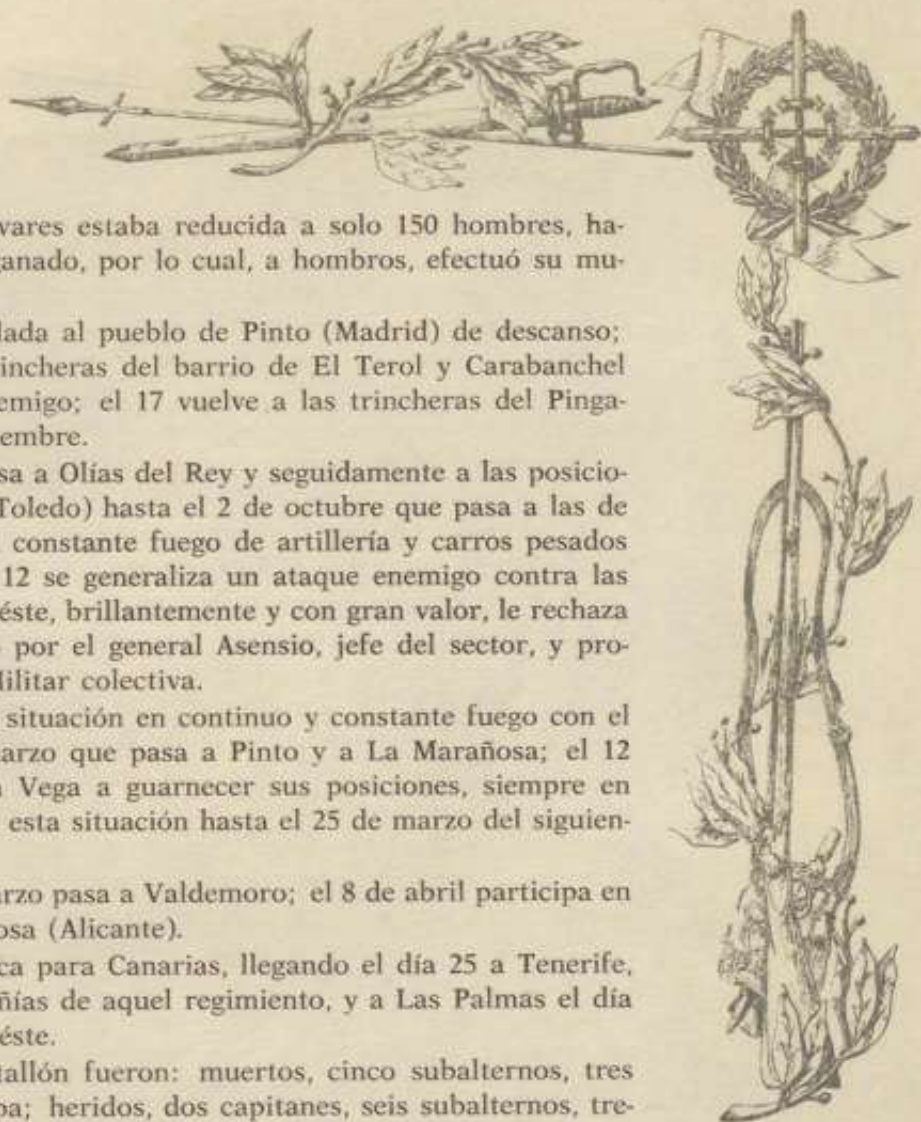 vares estaba reducida a solo 150 hombres, ha-
anado, por lo cual, a hombros, efectuó su mu-
lada al pueblo de Pinto (Madrid) de descanso;
incheras del barrio de El Terol y Carabanchel
emigo; el 17 vuelve a las trincheras del Pinga-
embre.
sa a Olías del Rey y seguidamente a las posicio-
Toledo) hasta el 2 de octubre que pasa a las de
constante fuego de artillería y carros pesados
12 se generaliza un ataque enemigo contra las
éste, brillantemente y con gran valor, le rechaza
por el general Asensio, jefe del sector, y pro-
Militar colectiva.
situación en continuo y constante fuego con el
arzo que pasa a Pinto y a La Marañosa; el 12
Vega a guarnecer sus posiciones, siempre en
esta situación hasta el 25 de marzo del siguien-
arzo pasa a Valdemoro; el 8 de abril participa en
osa (Alicante).
ca para Canarias, llegando el día 25 a Tenerife,
ñías de aquel regimiento, y a Las Palmas el día
éste.
tallón fueron: muertos, cinco subalternos, tres
pa; heridos, dos capitanes, seis subalternos, tre-